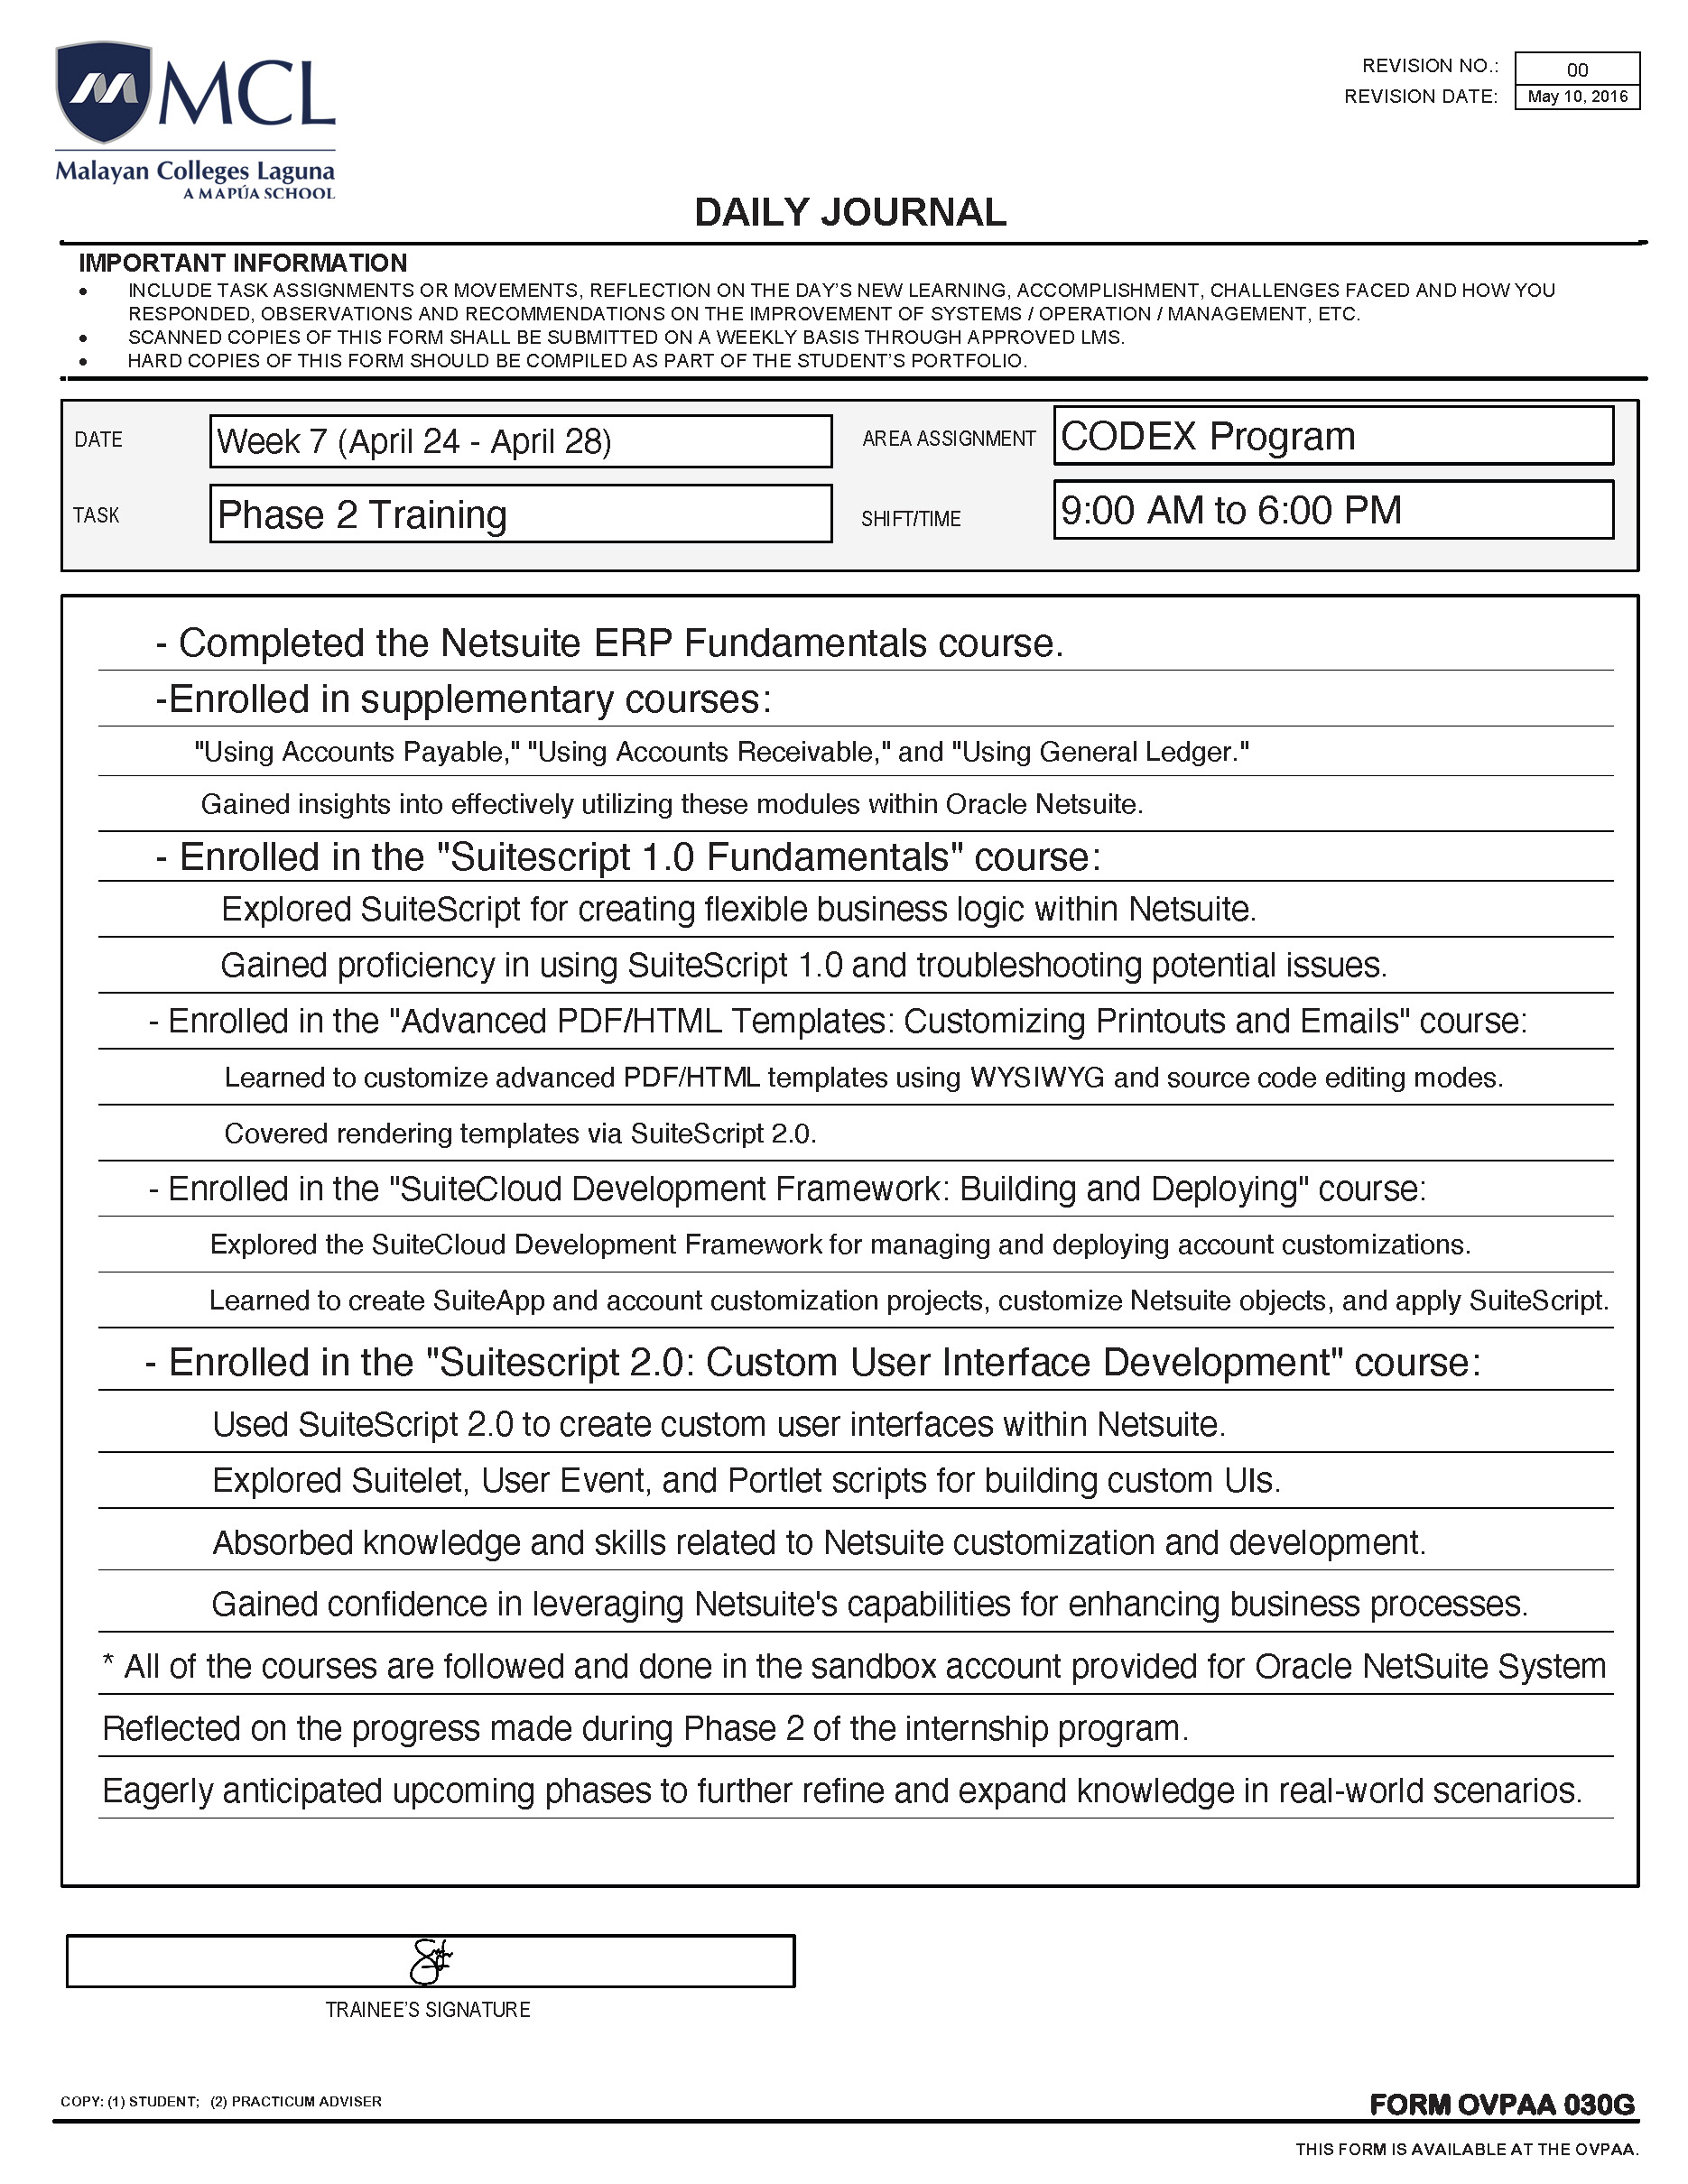 MCL
Malayan Colleges Laguna
A MAPÚA SCHOOL
REVISION NO.: 00
REVISION DATE: May 10, 2016
DAILY JOURNAL
IMPORTANT INFORMATION
• INCLUDE TASK ASSIGNMENTS OR MOVEMENTS, REFLECTION ON THE DAY'S NEW LEARNING, ACCOMPLISHMENT, CHALLENGES FACED AND HOW YOU
RESPONDED, OBSERVATIONS AND RECOMMENDATIONS ON THE IMPROVEMENT OF SYSTEMS / OPERATION / MANAGEMENT, ETC.
• SCANNED COPIES OF THIS FORM SHALL BE SUBMITTED ON A WEEKLY BASIS THROUGH APPROVED LMS.
• HARD COPIES OF THIS FORM SHOULD BE COMPILED AS PART OF THE STUDENT'S PORTFOLIO.
DATE Week 7 (April 24 - April 28) AREA ASSIGNMENT CODEX Program
TASK Phase 2 Training SHIFT/TIME 9:00 AM to 6:00 PM
- Completed the Netsuite ERP Fundamentals course.
-Enrolled in supplementary courses:
"Using Accounts Payable," "Using Accounts Receivable," and "Using General Ledger."
Gained insights into effectively utilizing these modules within Oracle Netsuite.
- Enrolled in the "Suitescript 1.0 Fundamentals" course:
Explored SuiteScript for creating flexible business logic within Netsuite.
Gained proficiency in using SuiteScript 1.0 and troubleshooting potential issues.
- Enrolled in the "Advanced PDF/HTML Templates: Customizing Printouts and Emails" course:
Learned to customize advanced PDF/HTML templates using WYSIWYG and source code editing modes.
Covered rendering templates via SuiteScript 2.0.
- Enrolled in the "SuiteCloud Development Framework: Building and Deploying" course:
Explored the SuiteCloud Development Framework for managing and deploying account customizations.
Learned to create SuiteApp and account customization projects, customize Netsuite objects, and apply SuiteScript.
- Enrolled in the "Suitescript 2.0: Custom User Interface Development" course:
Used SuiteScript 2.0 to create custom user interfaces within Netsuite.
Explored Suitelet, User Event, and Portlet scripts for building custom UIs.
Absorbed knowledge and skills related to Netsuite customization and development.
Gained confidence in leveraging Netsuite's capabilities for enhancing business processes.
* All of the courses are followed and done in the sandbox account provided for Oracle NetSuite System
Reflected on the progress made during Phase 2 of the internship program.
Eagerly anticipated upcoming phases to further refine and expand knowledge in real-world scenarios.
TRAINEE'S SIGNATURE
COPY: (1) STUDENT; (2) PRACTICUM ADVISER
FORM OVPAA 030G
THIS FORM IS AVAILABLE AT THE OVPAA.